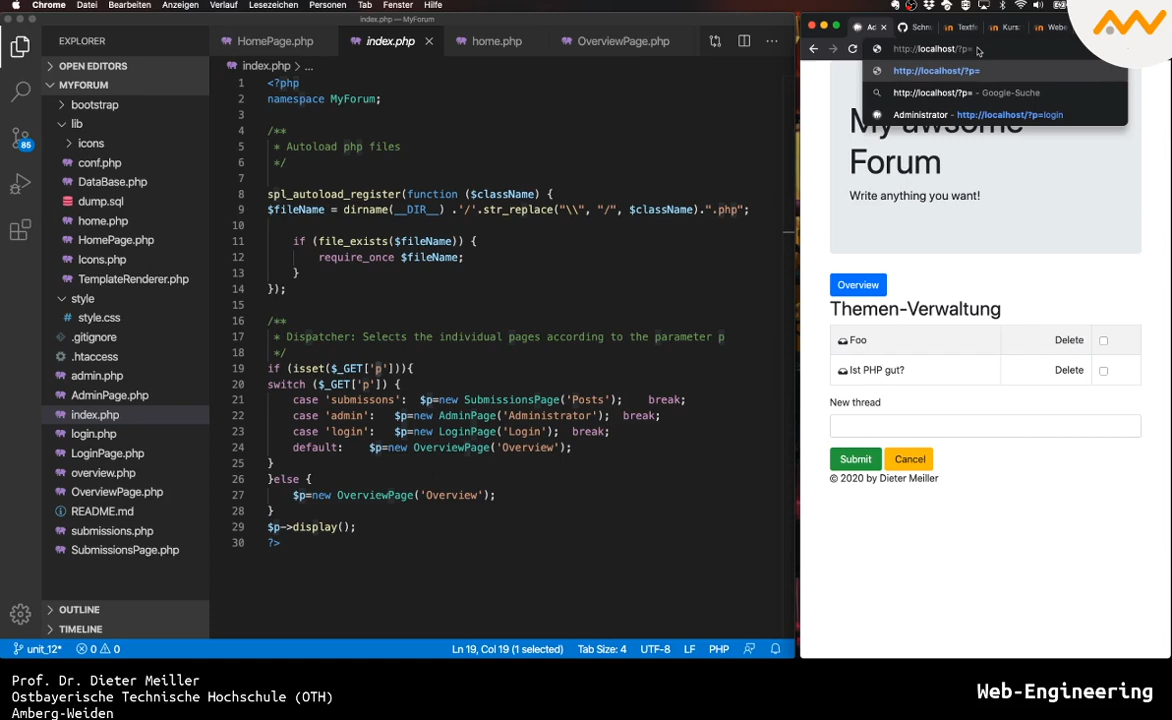 Chrome Datei Bearbeiten Anzeigen Verlauf Lesezeichen Personen Tab Fenster Hilfe
index.php — MyForum
EXPLORER
OPEN EDITORS
MYFORUM
bootstrap
lib
icons
conf.php
DataBase.php
dump.sql
home.php
HomePage.php
Icons.php
TemplateRenderer.php
style
style.css
.gitignore
.htaccess
admin.php
AdminPage.php
index.php
login.php
LoginPage.php
overview.php
OverviewPage.php
README.md
submissions.php
SubmissionsPage.php
OUTLINE
TIMELINE
85
HomePage.php index.php home.php OverviewPage.php
index.php ...
1 <?php
2 namespace MyForum;
3
4 /**
5 * Autoload php files
6 */
7
8 spl_autoload_register(function ($className) {
9 $fileName = dirname(__DIR__) .'/'.str_replace("\\", "/", $className).".php";
10
11 if (file_exists($fileName)) {
12 require_once $fileName;
13 }
14 });
15
16 /**
17 * Dispatcher: Selects the individual pages according to the parameter p
18 */
19 if (isset($_GET['p'])){
20 switch ($_GET['p']) {
21 case 'submissons': $p=new SubmissionsPage('Posts'); break;
22 case 'admin': $p=new AdminPage('Administrator'); break;
23 case 'login': $p=new LoginPage('Login'); break;
24 default: $p=new OverviewPage('Overview');
25 }
26 }else {
27 $p=new OverviewPage('Overview');
28 }
29 $p->display();
30 ?>
unit_12* 0 0 Ln 19, Col 19 (1 selected) Tab Size: 4 UTF-8 LF PHP
Ad Schn Textf Kurs: Web
http://localhost/?p=
http://localhost/?p=
http://localhost/?p= - Google-Suche
Administrator - http://localhost/?p=login
My awsome
Forum
Write anything you want!
Overview
Themen-Verwaltung
Foo Delete
Ist PHP gut? Delete
New thread
Submit Cancel
© 2020 by Dieter Meiller
Prof. Dr. Dieter Meiller
Ostbayerische Technische Hochschule (OTH)
Amberg-Weiden
Web-Engineering